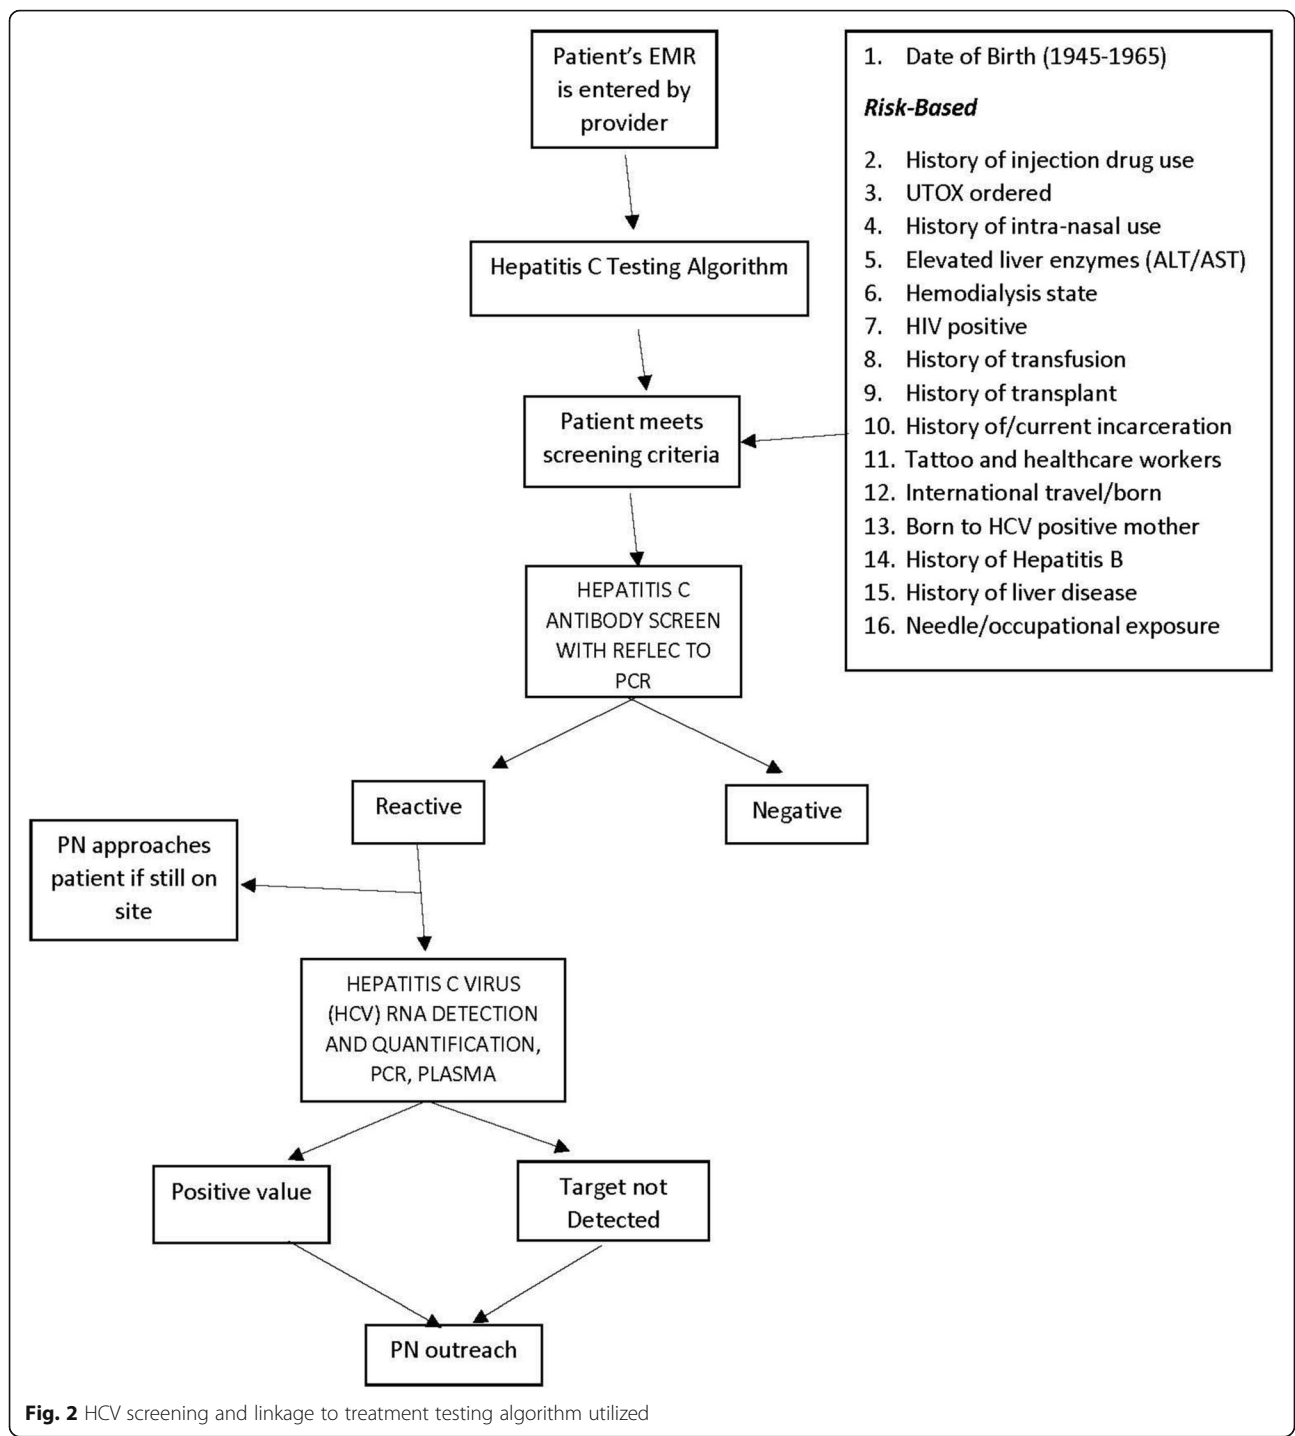 Patient's EMR
is entered by
provider
Hepatitis C Testing Algorithm
Patient meets
screening criteria
1. Date of Birth (1945-1965)
Risk-Based
2. History of injection drug use
3. UTOX ordered
4. History of intra-nasal use
5. Elevated liver enzymes (ALT/AST)
6. Hemodialysis state
7. HIV positive
8. History of transfusion
9. History of transplant
10. History of/current incarceration
11. Tattoo and healthcare workers
12. International travel/born
13. Born to HCV positive mother
14. History of Hepatitis B
15. History of liver disease
16. Needle/occupational exposure
HEPATITIS C
ANTIBODY SCREEN
WITH REFLEC TO
PCR
Reactive
Negative
PN approaches
patient if still on
site
HEPATITIS C VIRUS
(HCV) RNA DETECTION
AND QUANTIFICATION,
PCR, PLASMA
Positive value
Target not
Detected
PN outreach
Fig. 2 HCV screening and linkage to treatment testing algorithm utilized